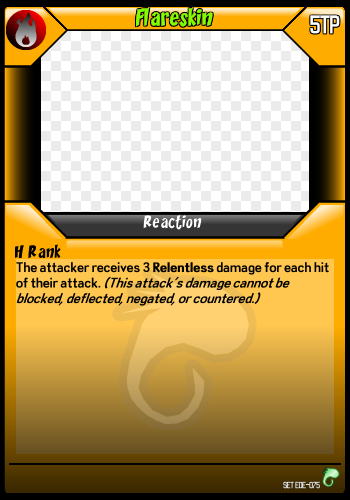 Flareskin
5TP
Reaction
H Rank
The attacker receives 3 Relentless damage for each hit
of their attack. (This attack's damage cannot be
blocked, deflected, negated, or countered.)
SET EOE-075